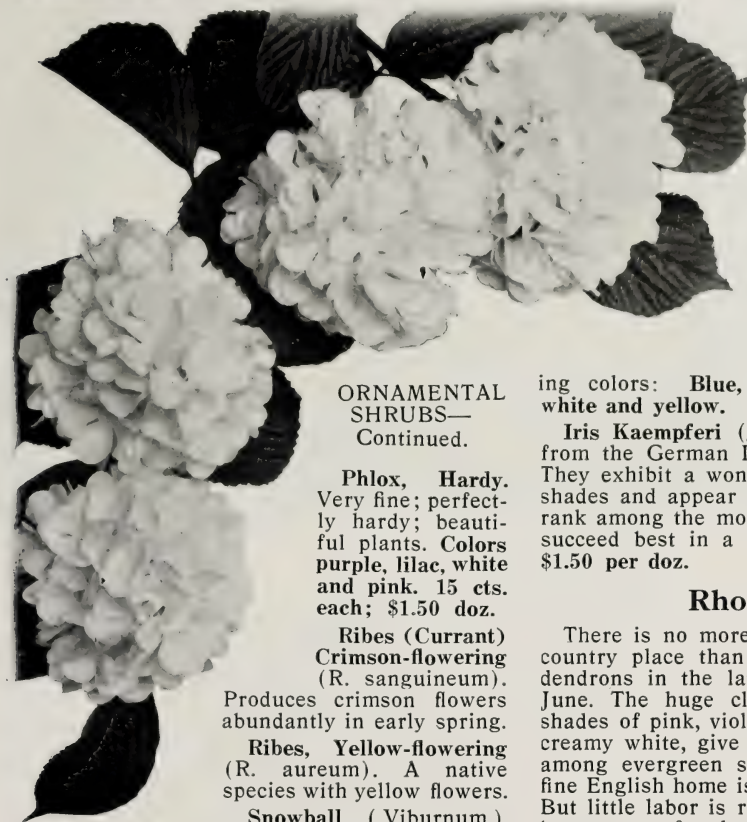 ORNAMENTAL
SHRUBS—
Continued.
Phlox, Hardy.
Very fine; perfect-
ly hardy; beauti-
ful plants. Colors
purple, lilac, white
and pink. 15 cts.
each; $1.50 doz.
Ribes (Currant)
Crimson-flowering
(R. sanguineum).
Produces crimson flowers
abundantly in early spring.
Ribes, Yellow-flowering
(R. aureum). A native
species with yellow flowers.
Snowball (Viburnum)
ing colors: Blue,
white and yellow.
Iris Kaempferi (
from the German
They exhibit a won
shades and appear
rank among the mo
succeed best in a
$1.50 per doz.
Rho
There is no more
country place than
dendrons in the la
June. The huge cl
shades of pink, viol
creamy white, give
among evergreen s
fine English home is
But little labor is r